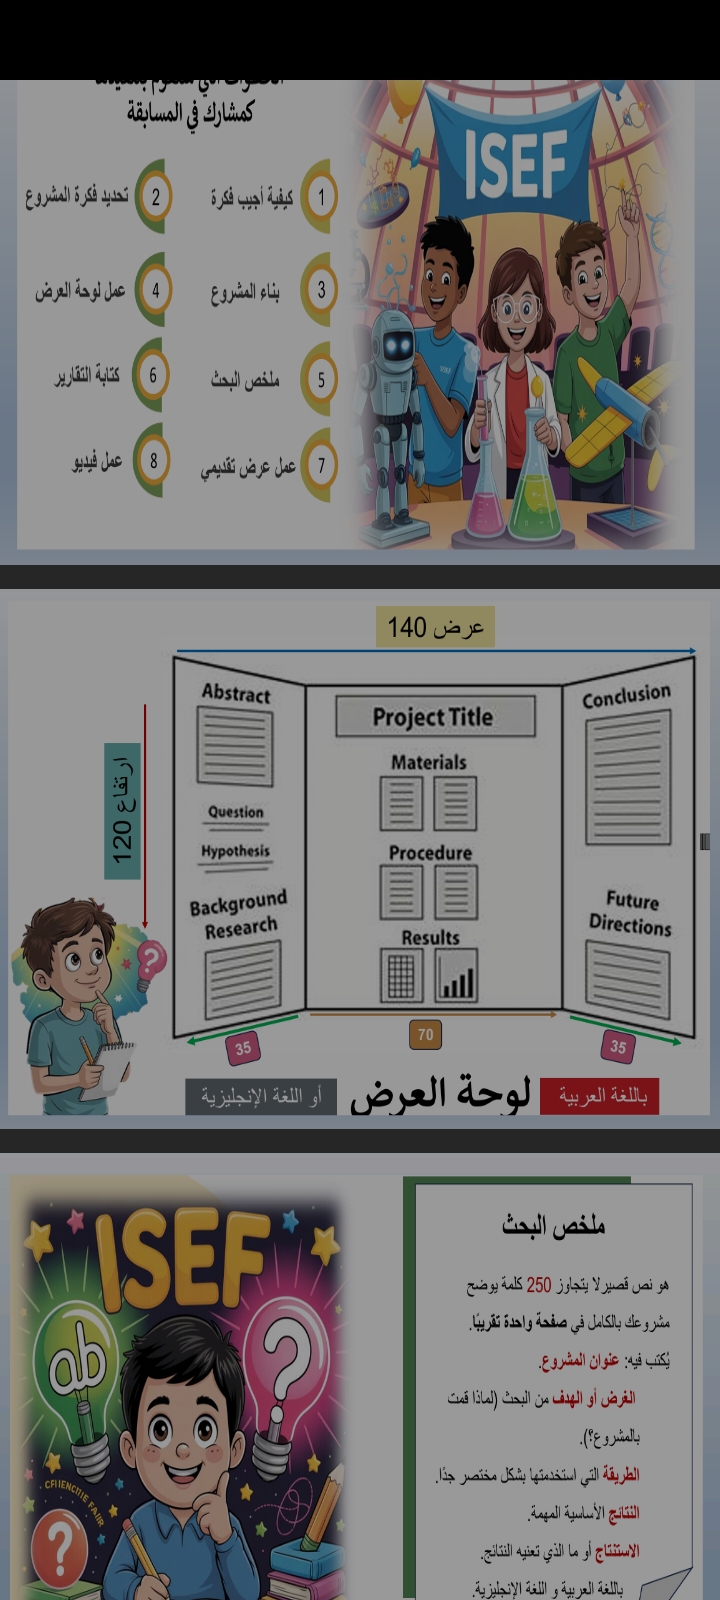 كمشارك في المسابقة
ISEF
1 كيفية أجيب فكرة
2 تحديد فكرة المشروع
3 بناء المشروع
4 عمل لوحة العرض
5 ملخص البحث
6 كتابة التقارير
7 عمل عرض تقديمي
8 عمل فيديو
عرض 140
ارتفاع 120
Abstract
Question
Hypothesis
Background
Research
Project Title
Materials
Procedure
Results
Conclusion
Future
Directions
35
70
35
باللغة العربية
لوحة العرض
أو اللغة الإنجليزية
ISEF
ab
?
?
ملخص البحث
هو نص قصيرلا يتجاوز 250 كلمة يوضح
مشروعك بالكامل في صفحة واحدة تقريبًا.
يُكتب فيه: عنوان المشروع.
الغرض أو الهدف من البحث (لماذا قمت
بالمشروع؟).
الطريقة التي استخدمتها بشكل مختصر جدًا.
النتائج الأساسية المهمة.
الاستنتاج أو ما الذي تعنيه النتائج.
باللغة العربية و اللغة الإنجليزية.